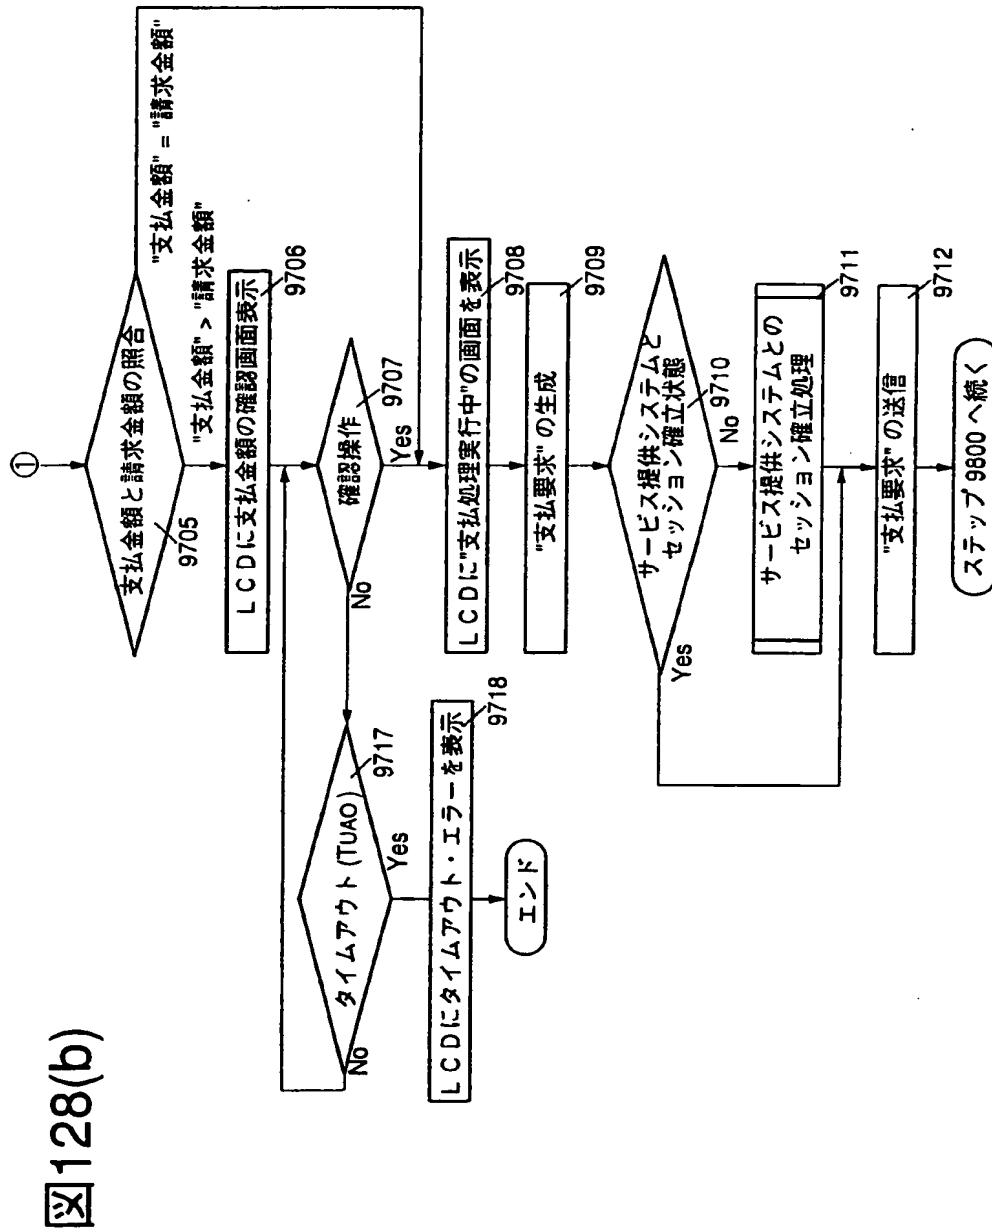 図128(b)
①
支払金額と請求金額の照合
9705
"支払金額" = "請求金額"
"支払金額" > "請求金額"
LCDに支払金額の確認画面表示
9706
確認操作
9707
No
Yes
タイムアウト(TUAO)
9717
No
Yes
LCDにタイムアウト・エラーを表示
9718
エンド
LCDに"支払処理実行中"の画面を表示
9708
"支払要求"の生成
9709
サービス提供システムと
セッション確立状態
9710
Yes
No
サービス提供システムとの
セッション確立処理
9711
"支払要求"の送信
9712
ステップ9800へ続く